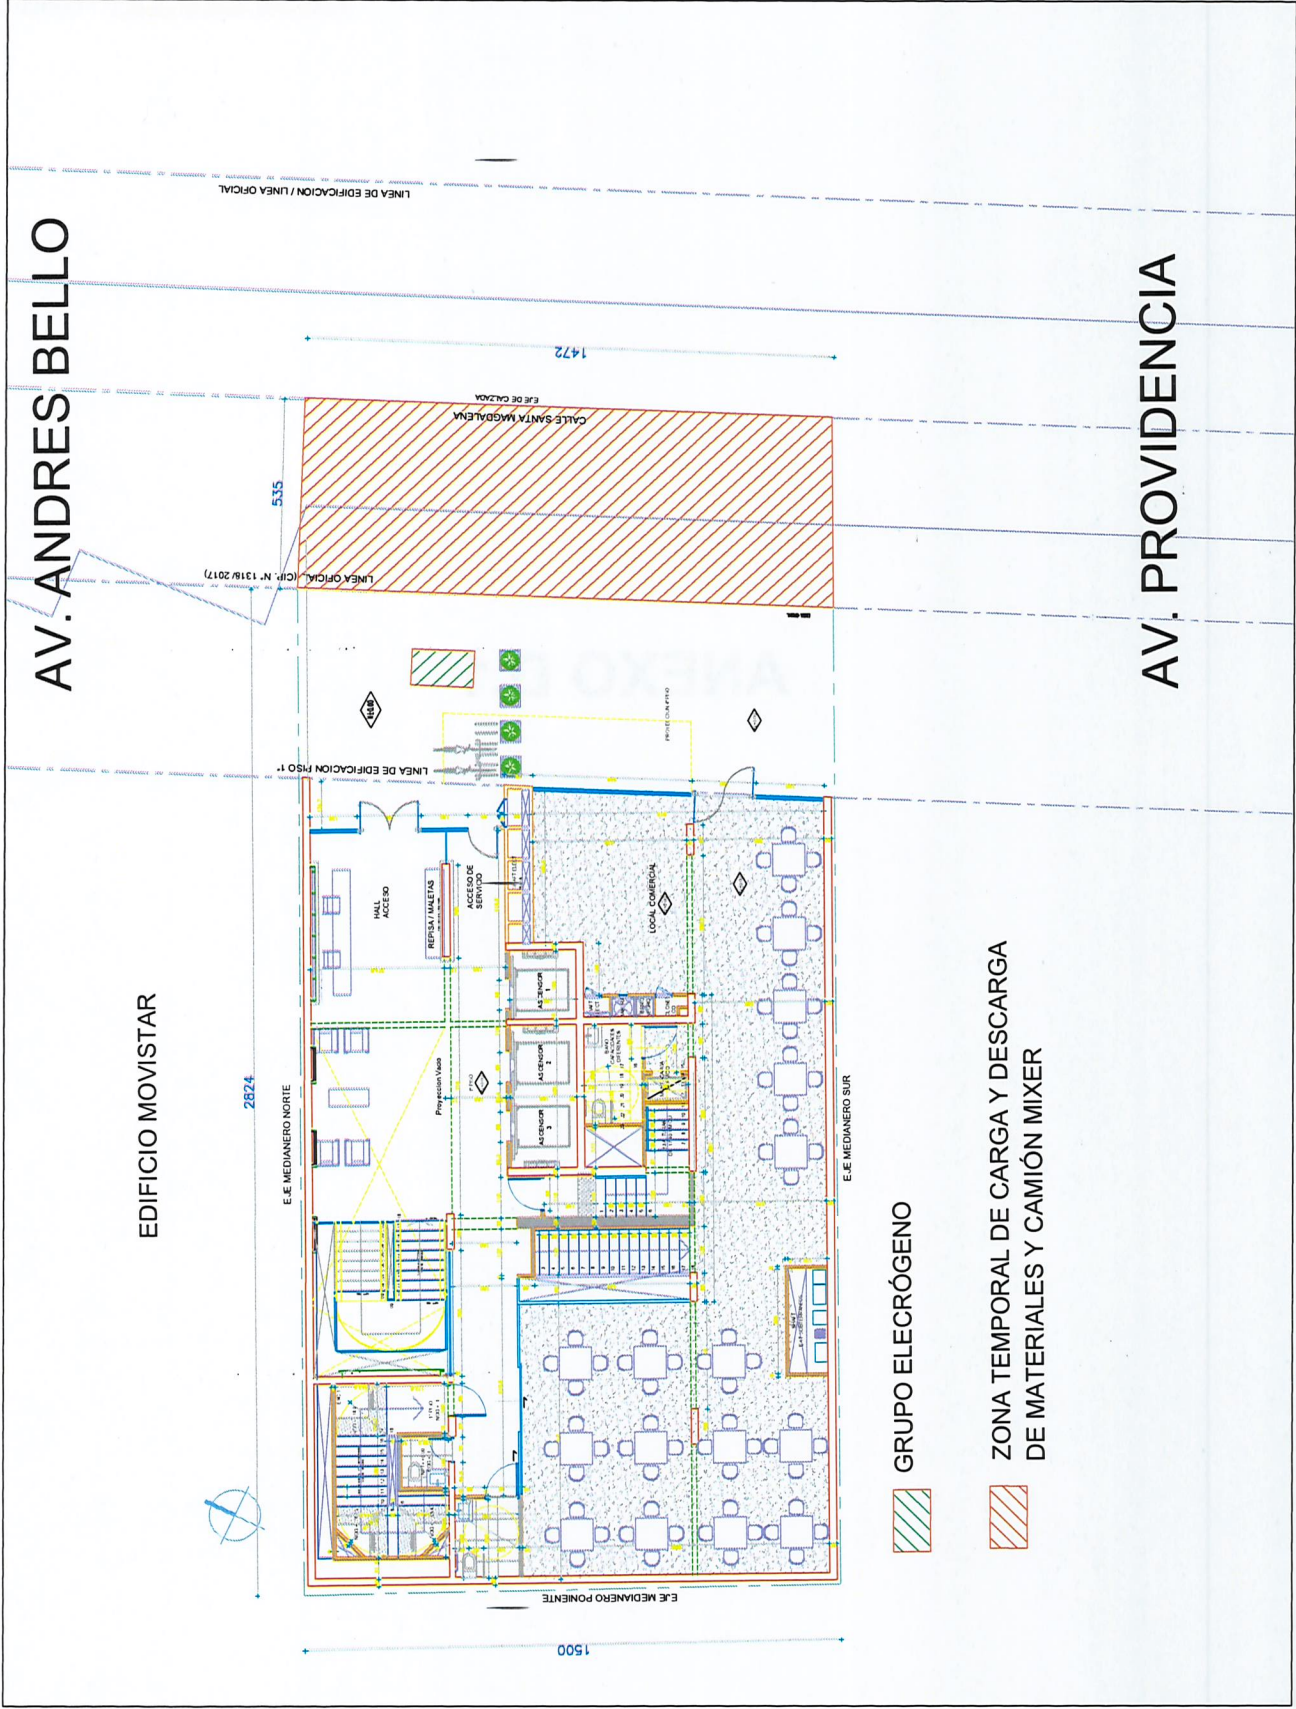 AV. ANDRES BELLO
EDIFICIO MOVISTAR
2824
EJE MEDIANERO NORTE
LINEA DE EDIFICACION / LINEA OFICIAL
1472
535
EJE DE CALZADA
CALLE SANTA MAGDALENA
LINEA OFICIAL (CIP. N° 1318/2017)
LINEA DE EDIFICACION PISO 1°
HALL
ACCESO
REPISA / MALETAS
ACCESO DE
SERVICIO
LOCAL COMERCIAL
ASCENSOR
1
ASCENSOR
2
ASCENSOR
3
Proyeccion Vacio
EJE MEDIANERO SUR
EJE MEDIANERO PONIENTE
1500
GRUPO ELECRÓGENO
ZONA TEMPORAL DE CARGA Y DESCARGA
DE MATERIALES Y CAMIÓN MIXER
AV. PROVIDENCIA